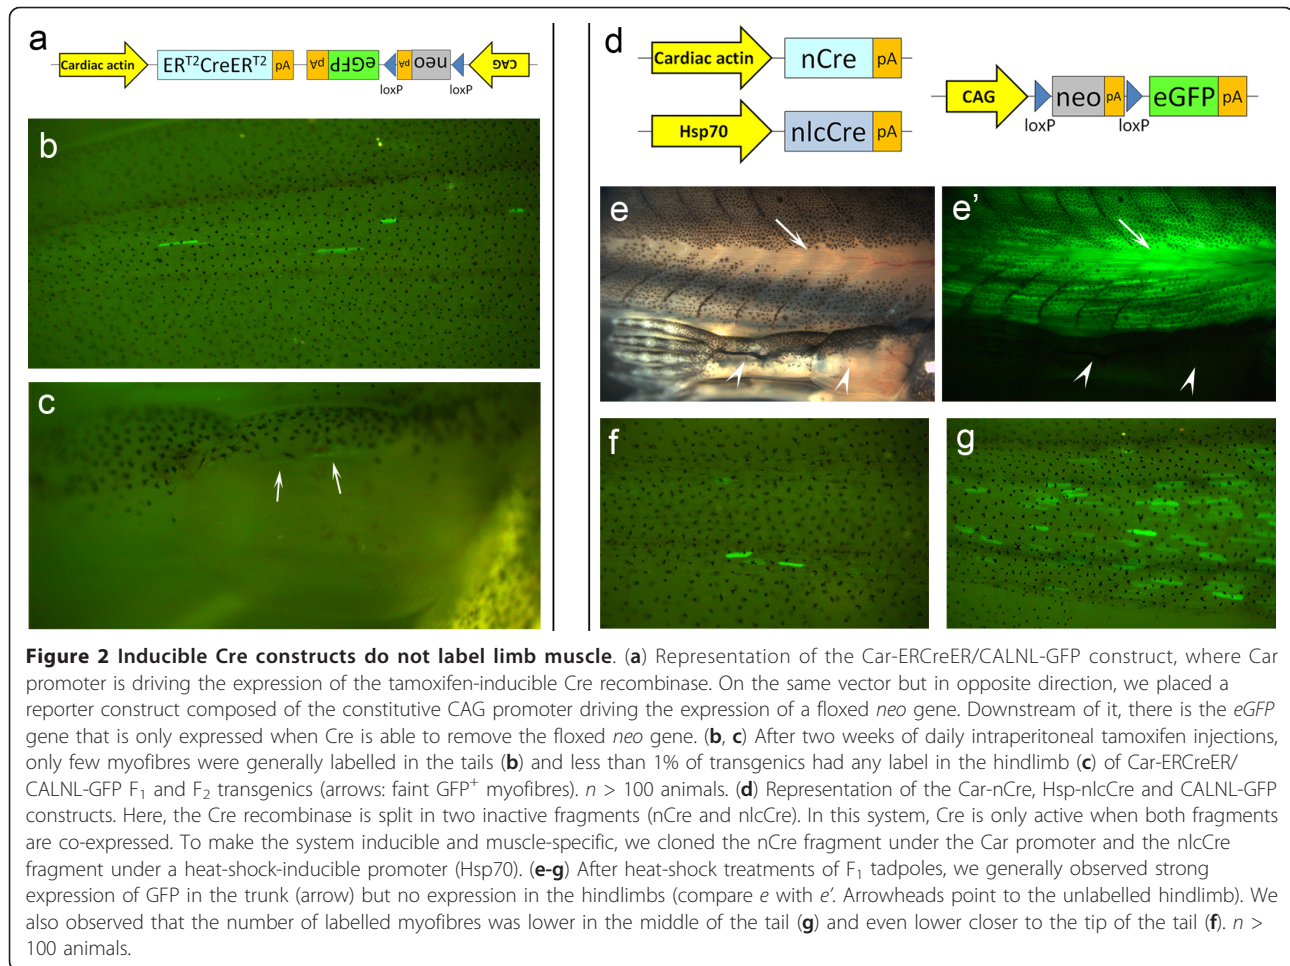 a
Cardiac actin
ER^T2CreER^T2
pA
pA
eGFP
pA
neo
CAG
loxP
loxP
b
c
d
Cardiac actin
nCre
pA
Hsp70
nlcCre
pA
CAG
neo
pA
eGFP
pA
loxP
loxP
e
e'
f
g
Figure 2 Inducible Cre constructs do not label limb muscle. (a) Representation of the Car-ERCreER/CALNL-GFP construct, where Car
promoter is driving the expression of the tamoxifen-inducible Cre recombinase. On the same vector but in opposite direction, we placed a
reporter construct composed of the constitutive CAG promoter driving the expression of a floxed neo gene. Downstream of it, there is the eGFP
gene that is only expressed when Cre is able to remove the floxed neo gene. (b, c) After two weeks of daily intraperitoneal tamoxifen injections,
only few myofibres were generally labelled in the tails (b) and less than 1% of transgenics had any label in the hindlimb (c) of Car-ERCreER/
CALNL-GFP F₁ and F₂ transgenics (arrows: faint GFP⁺ myofibres). n > 100 animals. (d) Representation of the Car-nCre, Hsp-nlcCre and CALNL-GFP
constructs. Here, the Cre recombinase is split in two inactive fragments (nCre and nlcCre). In this system, Cre is only active when both fragments
are co-expressed. To make the system inducible and muscle-specific, we cloned the nCre fragment under the Car promoter and the nlcCre
fragment under a heat-shock-inducible promoter (Hsp70). (e-g) After heat-shock treatments of F₁ tadpoles, we generally observed strong
expression of GFP in the trunk (arrow) but no expression in the hindlimbs (compare e with e'. Arrowheads point to the unlabelled hindlimb). We
also observed that the number of labelled myofibres was lower in the middle of the tail (g) and even lower closer to the tip of the tail (f). n >
100 animals.